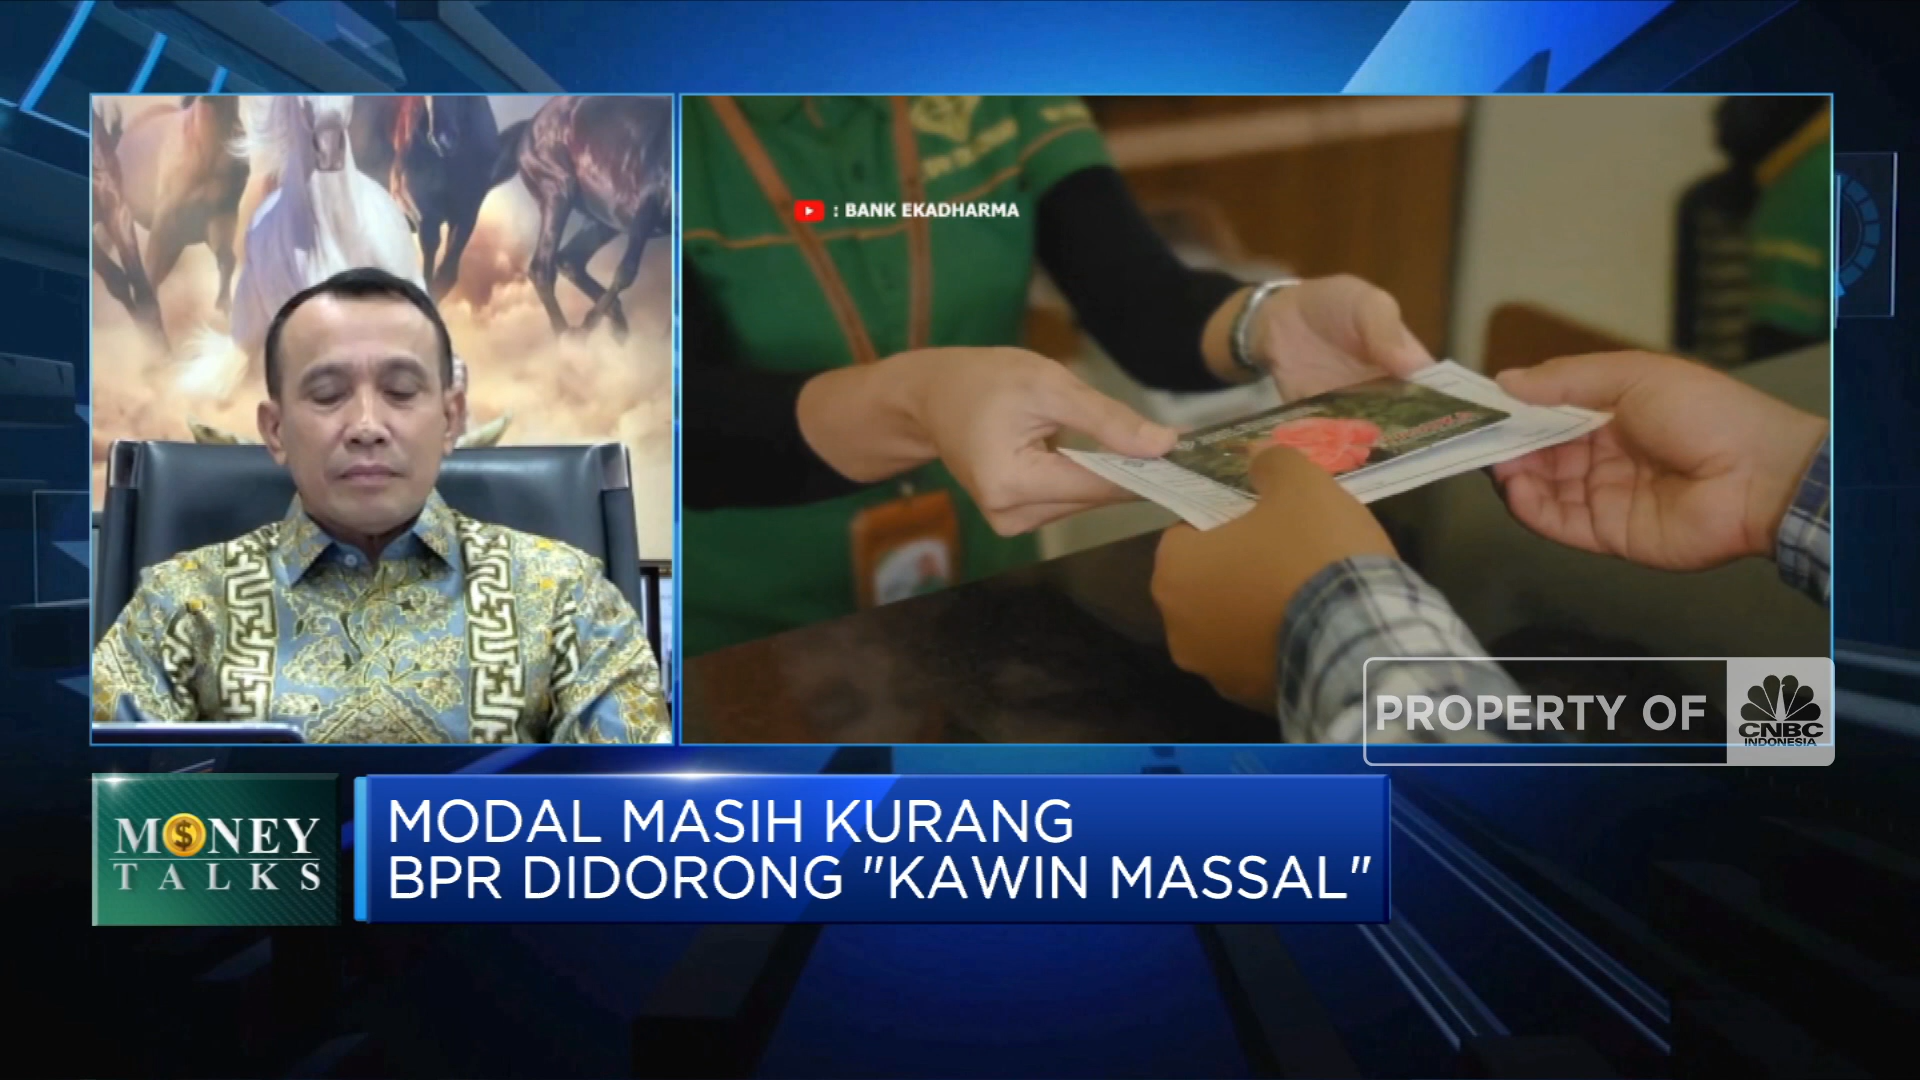 : BANK EKADHARMA
PROPERTY OF
CNBC
INDONESIA
MONEY
TALKS
MODAL MASIH KURANG
BPR DIDORONG "KAWIN MASSAL"